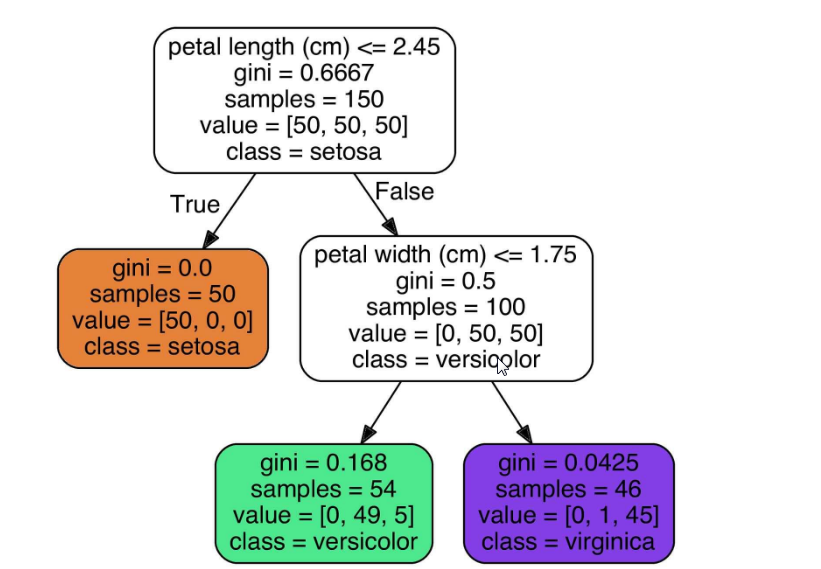 petal length (cm) <= 2.45
gini = 0.6667
samples = 150
value = [50, 50, 50]
class = setosa
True
False
gini = 0.0
samples = 50
value = [50, 0, 0]
class = setosa
petal width (cm) <= 1.75
gini = 0.5
samples = 100
value = [0, 50, 50]
class = versicolor
gini = 0.168
samples = 54
value = [0, 49, 5]
class = versicolor
gini = 0.0425
samples = 46
value = [0, 1, 45]
class = virginica